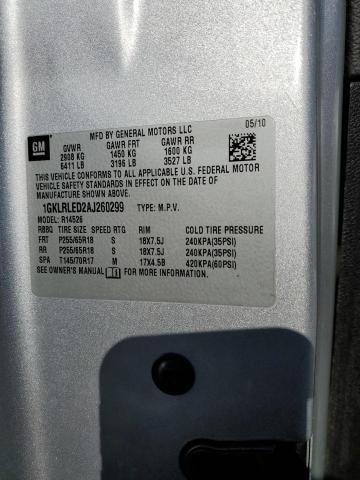 GM
MFD BY GENERAL MOTORS LLC
05/10
GVWR GAWR FRT GAWR RR
2908 KG 1450 KG 1600 KG
6411 LB 3196 LB 3527 LB
THIS VEHICLE CONFORMS TO ALL APPLICABLE U.S. FEDERAL MOTOR
VEHICLE SAFETY AND THEFT PREVENTION STANDARDS IN EFFECT ON THE DATE
OF MANUFACTURE SHOWN ABOVE.
1GKLRLED2AJ260299 TYPE: M.P.V.
MODEL: R14526
RBBQ TIRE SIZE SPEED RTG RIM COLD TIRE PRESSURE
FRT P255/65R18 S 18X7.5J 240KPA(35PSI)
RR P255/65R18 S 18X7.5J 240KPA(35PSI)
SPA T145/70R17 M 17X4.5B 420KPA(60PSI)
SEE OWNER'S MANUAL FOR MORE INFORMATION.